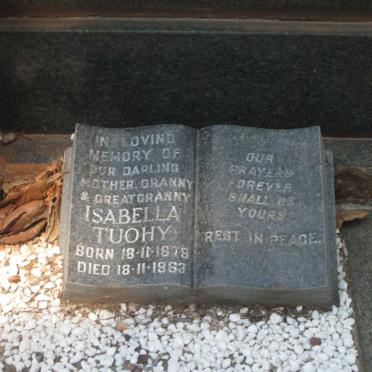 IN LOVING
MEMORY OF
OUR DARLING
MOTHER, GRANNY
& GREATGRANNY
ISABELLA
TUOHY
BORN 18-11-1878
DIED 18-11-1963
OUR
PRAYERS
FOREVER
SHALL BE
YOURS
REST IN PEACE.